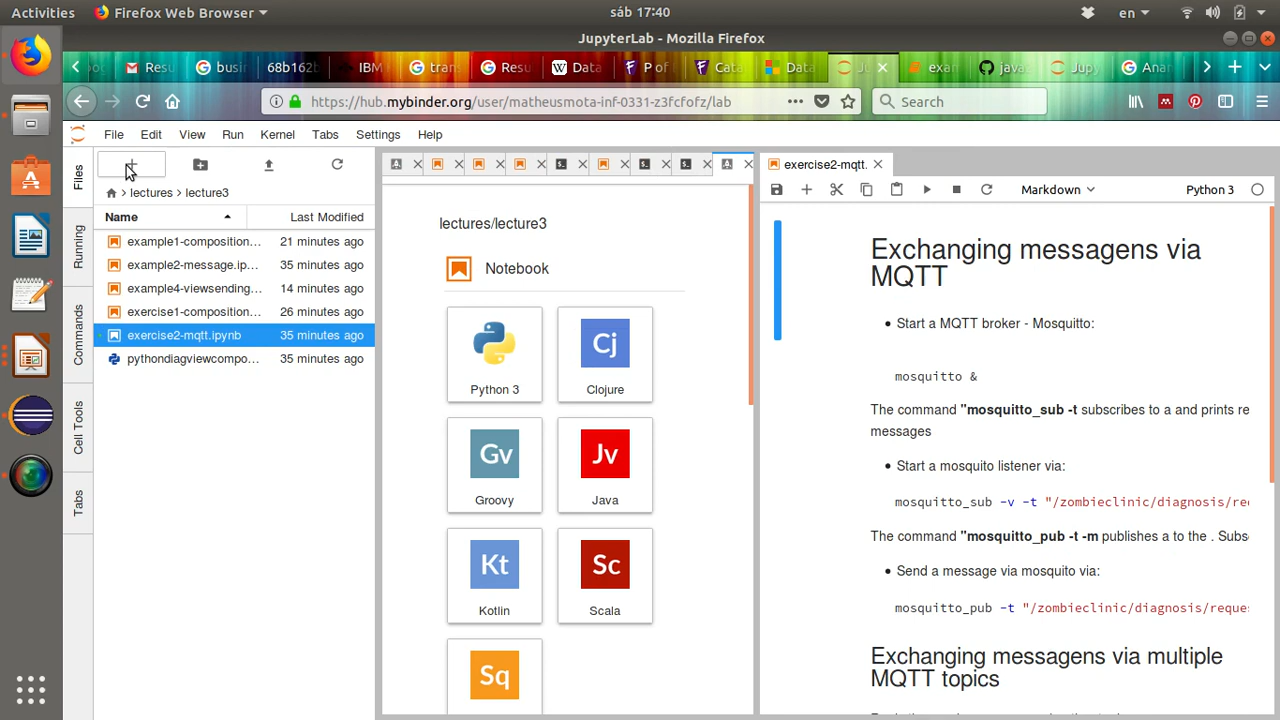 Activities Firefox Web Browser sáb 17:40 en
JupyterLab - Mozilla Firefox
Resu busin 68b162b IBM trans Resu Data P of Cata Data Ju exan java Jupy Anar
https://hub.mybinder.org/user/matheusmota-inf-0331-z3fcfofz/lab Search
File Edit View Run Kernel Tabs Settings Help
Files
Running
Commands
Cell Tools
Tabs
lectures lecture3
Name Last Modified
example1-composition... 21 minutes ago
example2-message.ip... 35 minutes ago
example4-viewsending... 14 minutes ago
exercise1-composition... 26 minutes ago
exercise2-mqtt.ipynb 35 minutes ago
pythondiagviewcompo... 35 minutes ago
lectures/lecture3
Notebook
Python 3
Cj
Clojure
Gv
Groovy
Jv
Java
Kt
Kotlin
Sc
Scala
Sq
exercise2-mqtt.
Markdown Python 3
Exchanging messagens via
MQTT
• Start a MQTT broker - Mosquitto:
mosquitto &
The command "mosquitto_sub -t subscribes to a and prints re
messages
• Start a mosquito listener via:
mosquitto_sub -v -t "/zombieclinic/diagnosis/re
The command "mosquitto_pub -t -m publishes a to the . Subs
• Send a message via mosquito via:
mosquitto_pub -t "/zombieclinic/diagnosis/reque
Exchanging messagens via multiple
MQTT topics